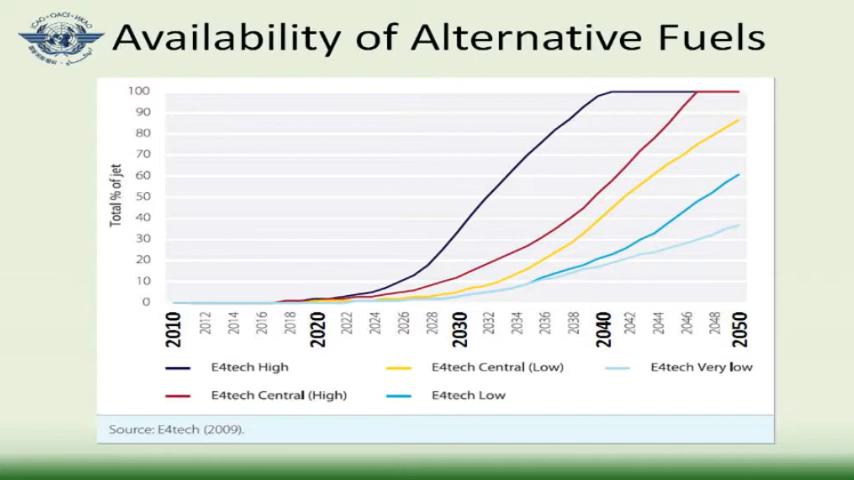 ICAO
Availability of Alternative Fuels
100
90
80
70
60
50
40
30
20
10
0
Total % of jet
2010 2012 2014 2016 2018 2020 2022 2024 2026 2028 2030 2032 2034 2036 2038 2040 2042 2044 2046 2048 2050
E4tech High E4tech Central (Low) E4tech Very low
E4tech Central (High) E4tech Low
Source: E4tech (2009).